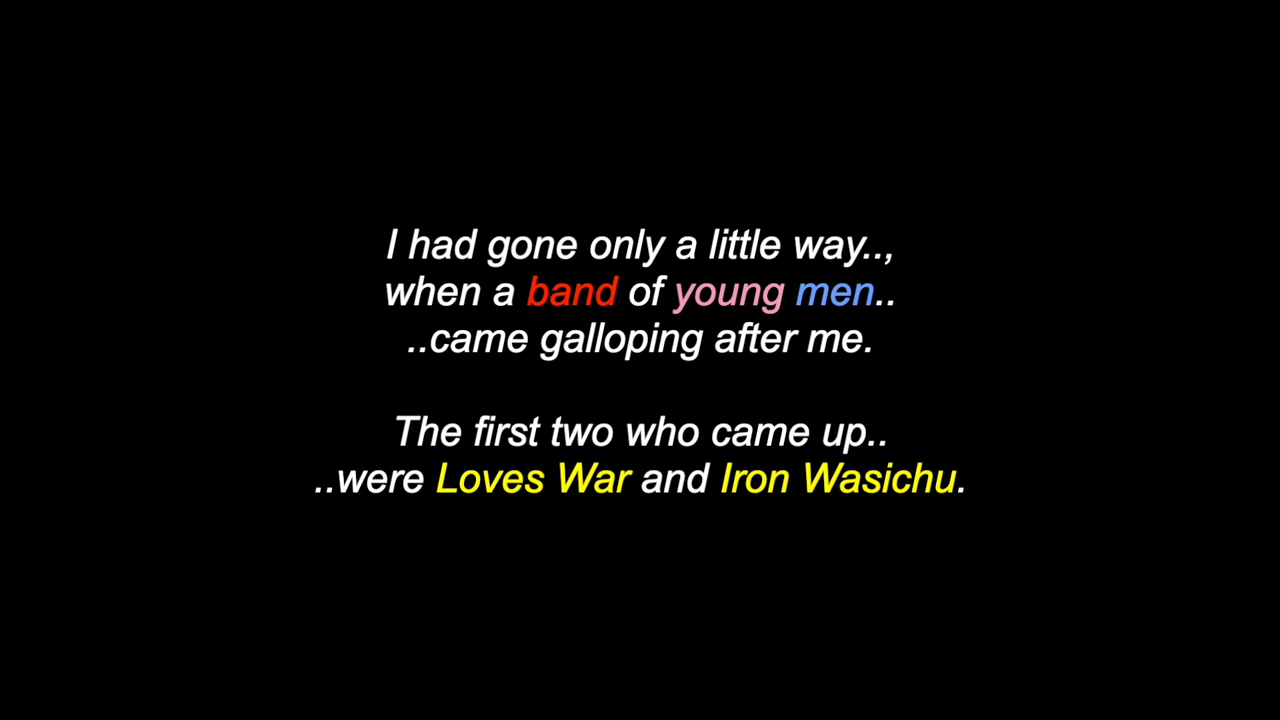 I had gone only a little way..,
when a band of young men..
..came galloping after me.
The first two who came up..
..were Loves War and Iron Wasichu.